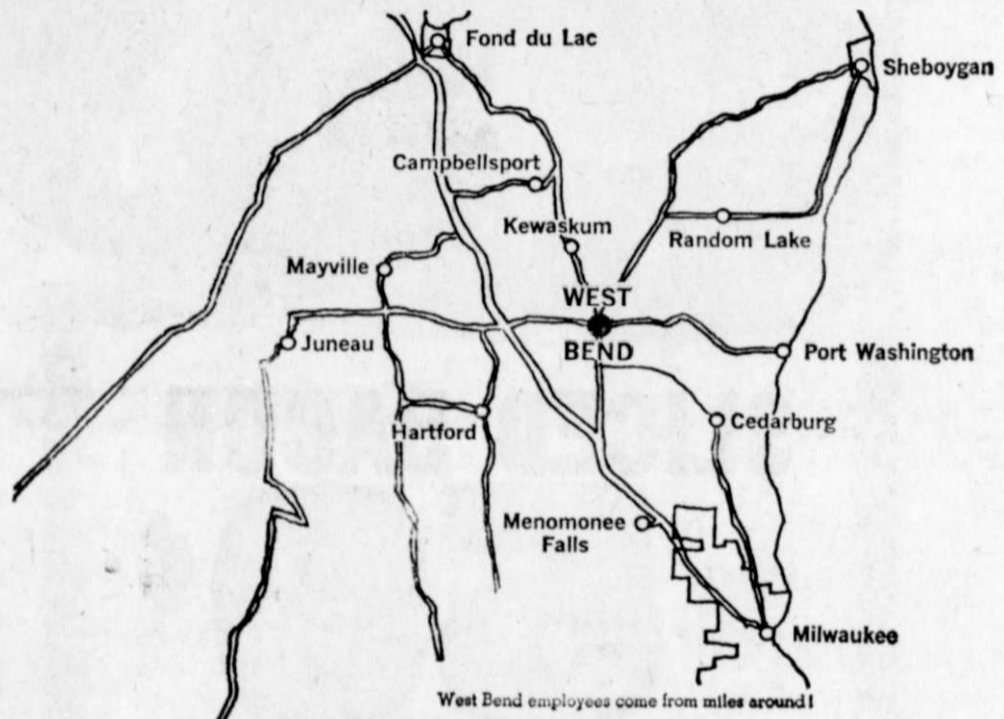 Fond du Lac
Sheboygan
Campbellsport
Kewaskum
Random Lake
Mayville
WEST
BEND
Juneau
Port Washington
Hartford
Cedarburg
Menomonee
Falls
Milwaukee
West Bend employees come from miles around!